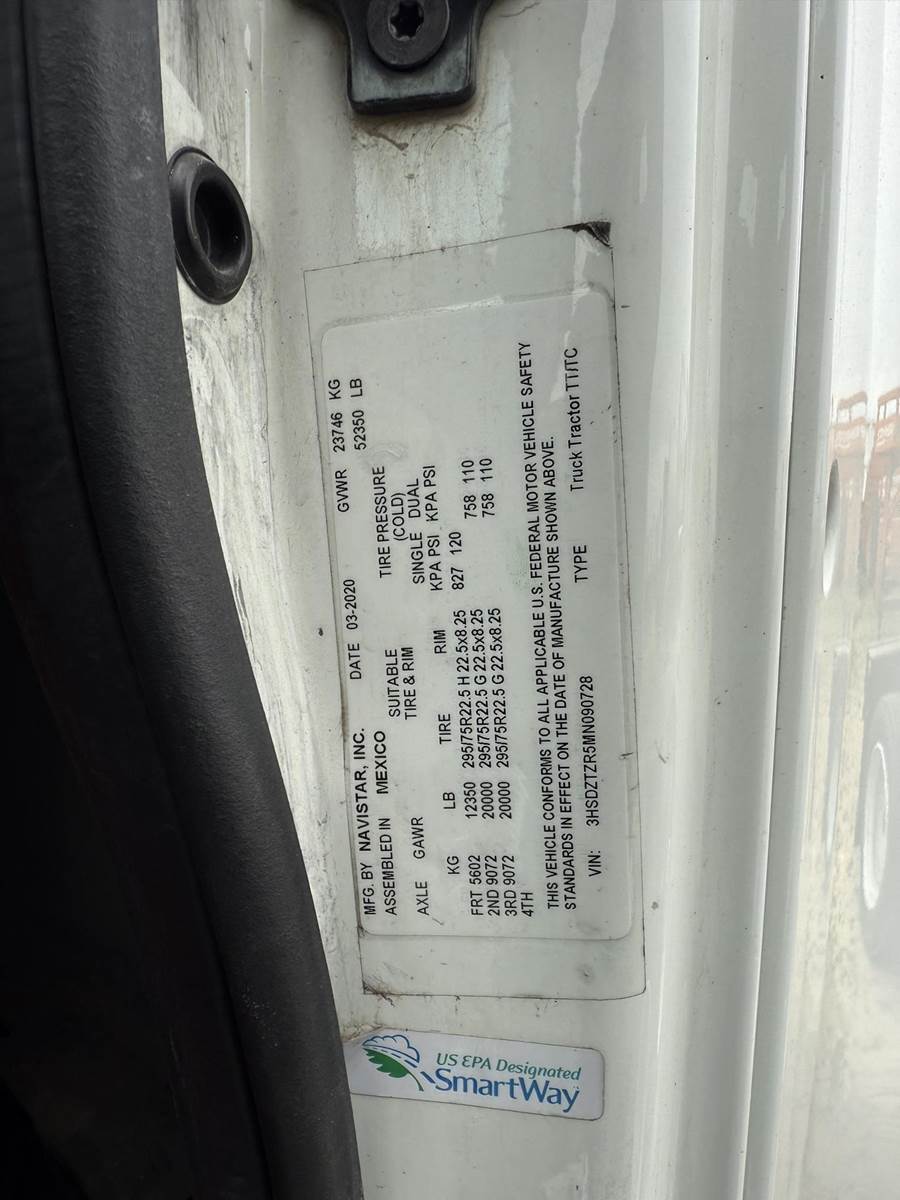 MFG. BY NAVISTAR, INC. DATE 03-2020 GVWR 23746 KG
ASSEMBLED IN MEXICO 52350 LB
SUITABLE TIRE PRESSURE
TIRE & RIM (COLD)
AXLE GAWR SINGLE DUAL
KG LB TIRE RIM KPA PSI KPA PSI
FRT 5602 12350 295/75R22.5 H 22.5x8.25 827 120
2ND 9072 20000 295/75R22.5 G 22.5x8.25 758 110
3RD 9072 20000 295/75R22.5 G 22.5x8.25 758 110
4TH
THIS VEHICLE CONFORMS TO ALL APPLICABLE U.S. FEDERAL MOTOR VEHICLE SAFETY
STANDARDS IN EFFECT ON THE DATE OF MANUFACTURE SHOWN ABOVE.
VIN: 3HSDZTZR5MN090728 TYPE Truck Tractor TT/TC
US EPA Designated
SmartWay